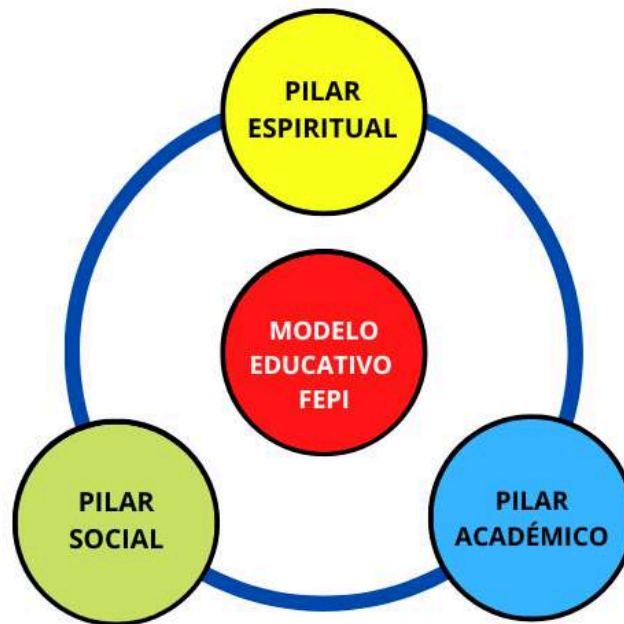 PILAR
ESPIRITUAL
MODELO
EDUCATIVO
FEPI
PILAR
SOCIAL
PILAR
ACADÉMICO